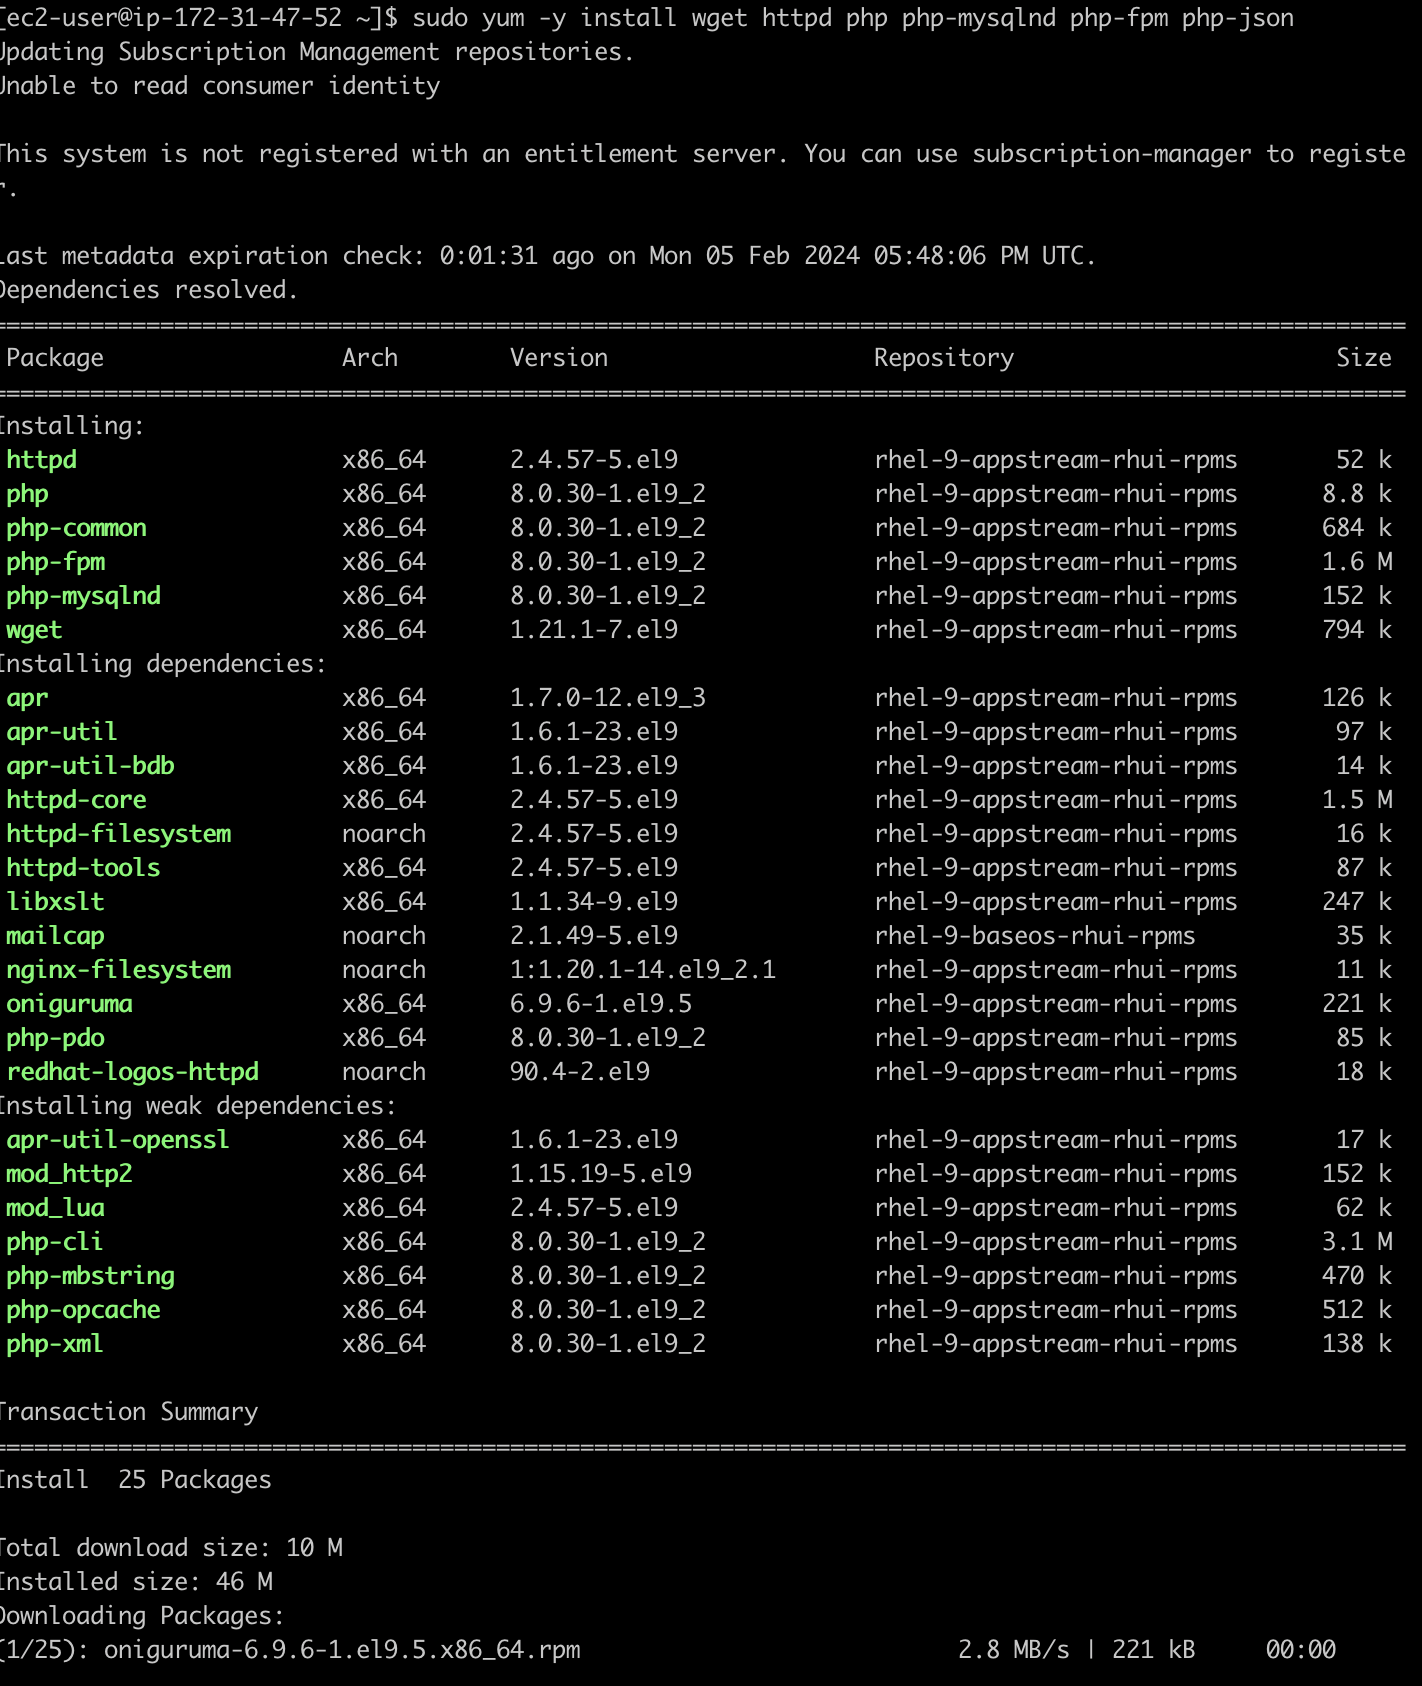 [ec2-user@ip-172-31-47-52 ~]$ sudo yum -y install wget httpd php php-mysqlnd php-fpm php-json
Updating Subscription Management repositories.
Unable to read consumer identity
This system is not registered with an entitlement server. You can use subscription-manager to registe
r.
Last metadata expiration check: 0:01:31 ago on Mon 05 Feb 2024 05:48:06 PM UTC.
Dependencies resolved.
Package Arch Version Repository Size
Installing:
httpd x86_64 2.4.57-5.el9 rhel-9-appstream-rhui-rpms 52 k
php x86_64 8.0.30-1.el9_2 rhel-9-appstream-rhui-rpms 8.8 k
php-common x86_64 8.0.30-1.el9_2 rhel-9-appstream-rhui-rpms 684 k
php-fpm x86_64 8.0.30-1.el9_2 rhel-9-appstream-rhui-rpms 1.6 M
php-mysqlnd x86_64 8.0.30-1.el9_2 rhel-9-appstream-rhui-rpms 152 k
wget x86_64 1.21.1-7.el9 rhel-9-appstream-rhui-rpms 794 k
Installing dependencies:
apr x86_64 1.7.0-12.el9_3 rhel-9-appstream-rhui-rpms 126 k
apr-util x86_64 1.6.1-23.el9 rhel-9-appstream-rhui-rpms 97 k
apr-util-bdb x86_64 1.6.1-23.el9 rhel-9-appstream-rhui-rpms 14 k
httpd-core x86_64 2.4.57-5.el9 rhel-9-appstream-rhui-rpms 1.5 M
httpd-filesystem noarch 2.4.57-5.el9 rhel-9-appstream-rhui-rpms 16 k
httpd-tools x86_64 2.4.57-5.el9 rhel-9-appstream-rhui-rpms 87 k
libxslt x86_64 1.1.34-9.el9 rhel-9-appstream-rhui-rpms 247 k
mailcap noarch 2.1.49-5.el9 rhel-9-baseos-rhui-rpms 35 k
nginx-filesystem noarch 1:1.20.1-14.el9_2.1 rhel-9-appstream-rhui-rpms 11 k
oniguruma x86_64 6.9.6-1.el9.5 rhel-9-appstream-rhui-rpms 221 k
php-pdo x86_64 8.0.30-1.el9_2 rhel-9-appstream-rhui-rpms 85 k
redhat-logos-httpd noarch 90.4-2.el9 rhel-9-appstream-rhui-rpms 18 k
Installing weak dependencies:
apr-util-openssl x86_64 1.6.1-23.el9 rhel-9-appstream-rhui-rpms 17 k
mod_http2 x86_64 1.15.19-5.el9 rhel-9-appstream-rhui-rpms 152 k
mod_lua x86_64 2.4.57-5.el9 rhel-9-appstream-rhui-rpms 62 k
php-cli x86_64 8.0.30-1.el9_2 rhel-9-appstream-rhui-rpms 3.1 M
php-mbstring x86_64 8.0.30-1.el9_2 rhel-9-appstream-rhui-rpms 470 k
php-opcache x86_64 8.0.30-1.el9_2 rhel-9-appstream-rhui-rpms 512 k
php-xml x86_64 8.0.30-1.el9_2 rhel-9-appstream-rhui-rpms 138 k
Transaction Summary
Install 25 Packages
Total download size: 10 M
Installed size: 46 M
Downloading Packages:
(1/25): oniguruma-6.9.6-1.el9.5.x86_64.rpm 2.8 MB/s | 221 kB 00:00